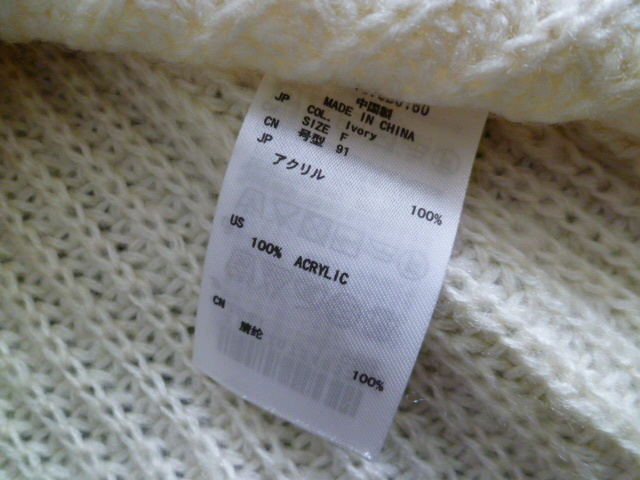 中国製
JP MADE IN CHINA
COL. Ivory
CN SIZE F
JP 号型 91
アクリル
100%
US
100% ACRYLIC
CN
腈纶
100%